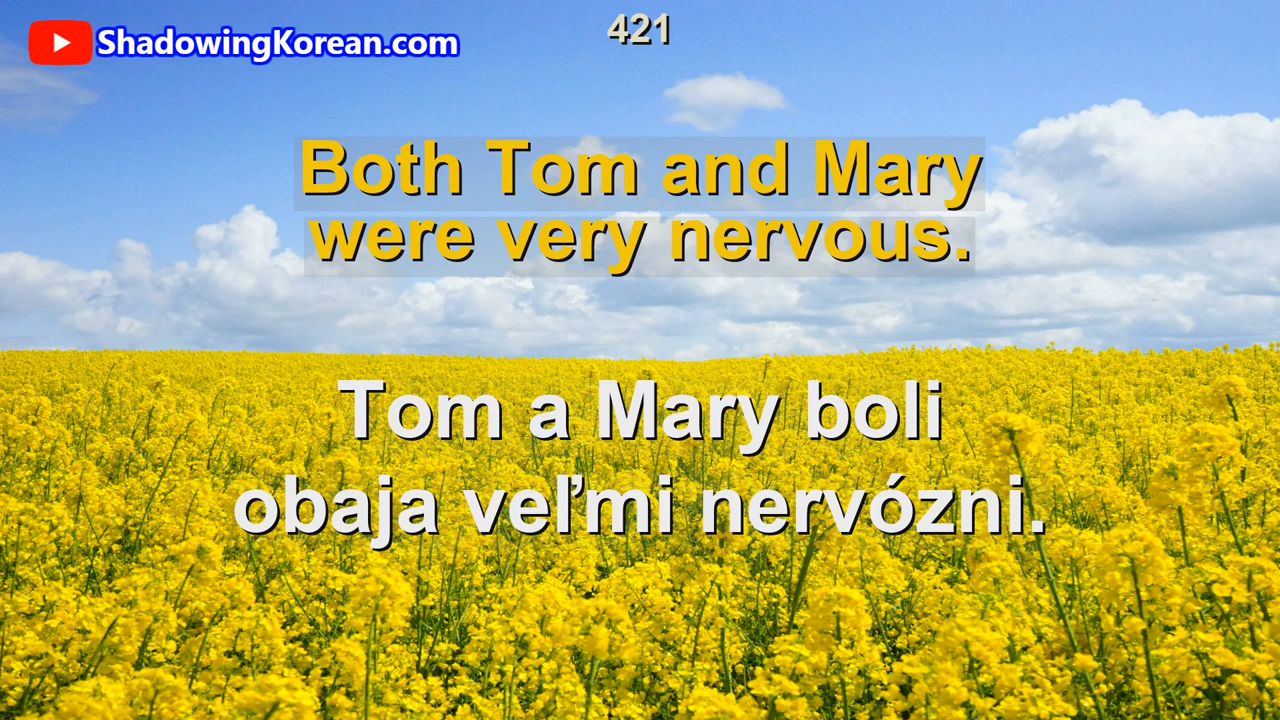 ShadowingKorean.com
421
Both Tom and Mary
were very nervous.
Tom a Mary boli
obaja veľmi nervózni.